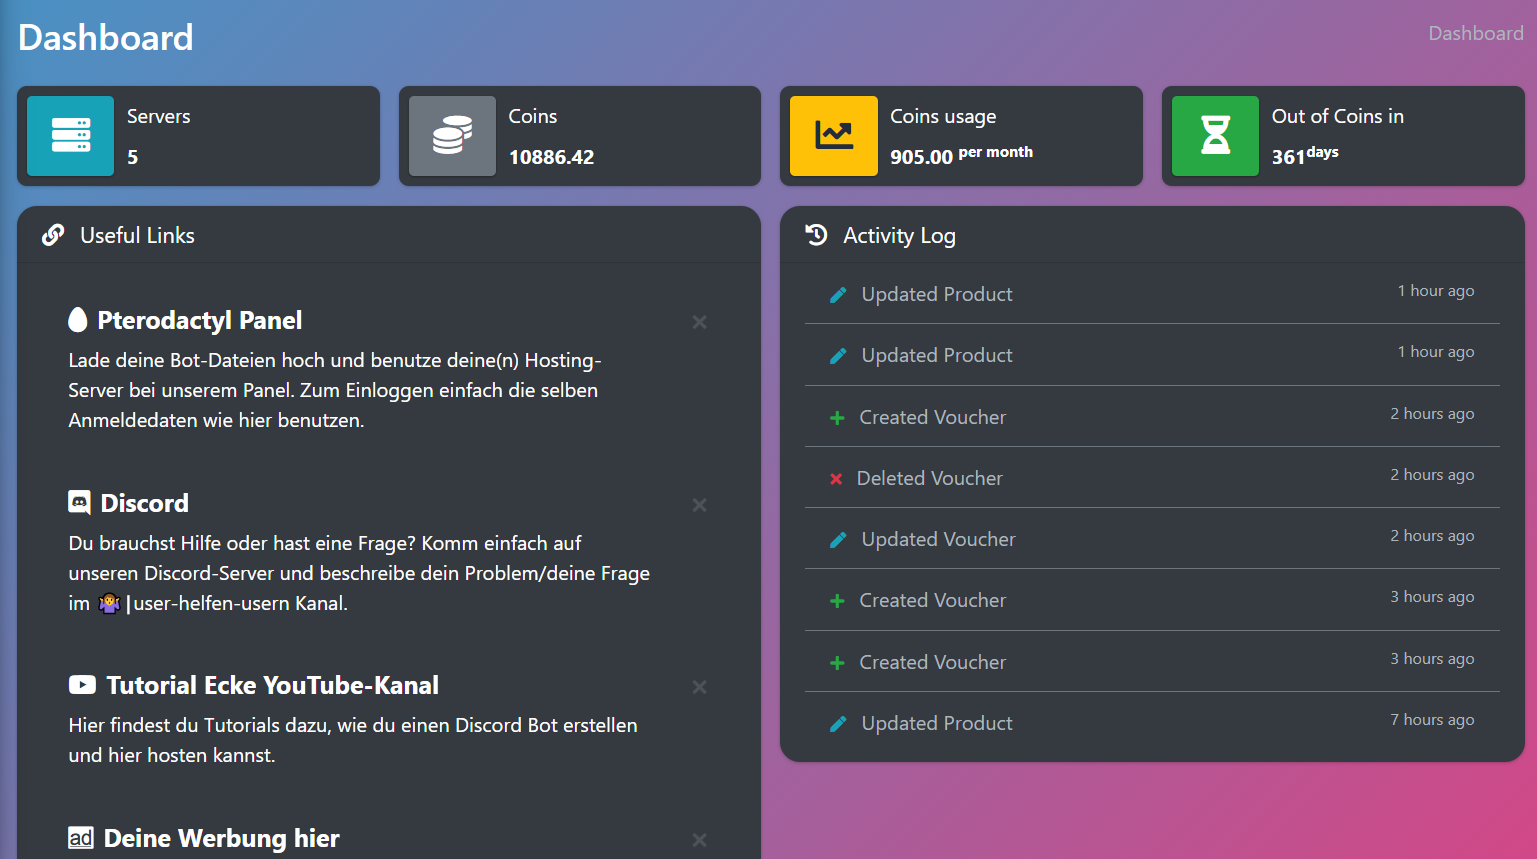 Dashboard
Dashboard
Servers
5
Coins
10886.42
Coins usage
905.00 per month
Out of Coins in
361days
Useful Links
Pterodactyl Panel
Lade deine Bot-Dateien hoch und benutze deine(n) Hosting-
Server bei unserem Panel. Zum Einloggen einfach die selben
Anmeldedaten wie hier benutzen.
Discord
Du brauchst Hilfe oder hast eine Frage? Komm einfach auf
unseren Discord-Server und beschreibe dein Problem/deine Frage
im 🤷|user-helfen-usern Kanal.
Tutorial Ecke YouTube-Kanal
Hier findest du Tutorials dazu, wie du einen Discord Bot erstellen
und hier hosten kannst.
ad Deine Werbung hier
Activity Log
Updated Product 1 hour ago
Updated Product 1 hour ago
Created Voucher 2 hours ago
Deleted Voucher 2 hours ago
Updated Voucher 2 hours ago
Created Voucher 3 hours ago
Created Voucher 3 hours ago
Updated Product 7 hours ago